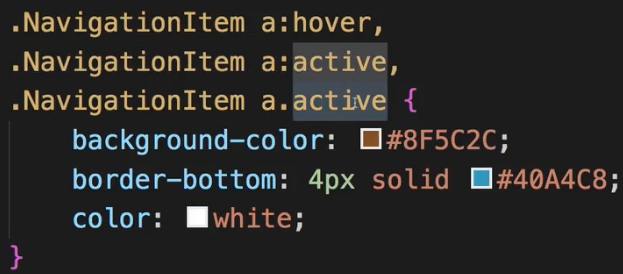 .NavigationItem a:hover,
.NavigationItem a:active,
.NavigationItem a.active {
background-color: #8F5C2C;
border-bottom: 4px solid #40A4C8;
color: white;
}